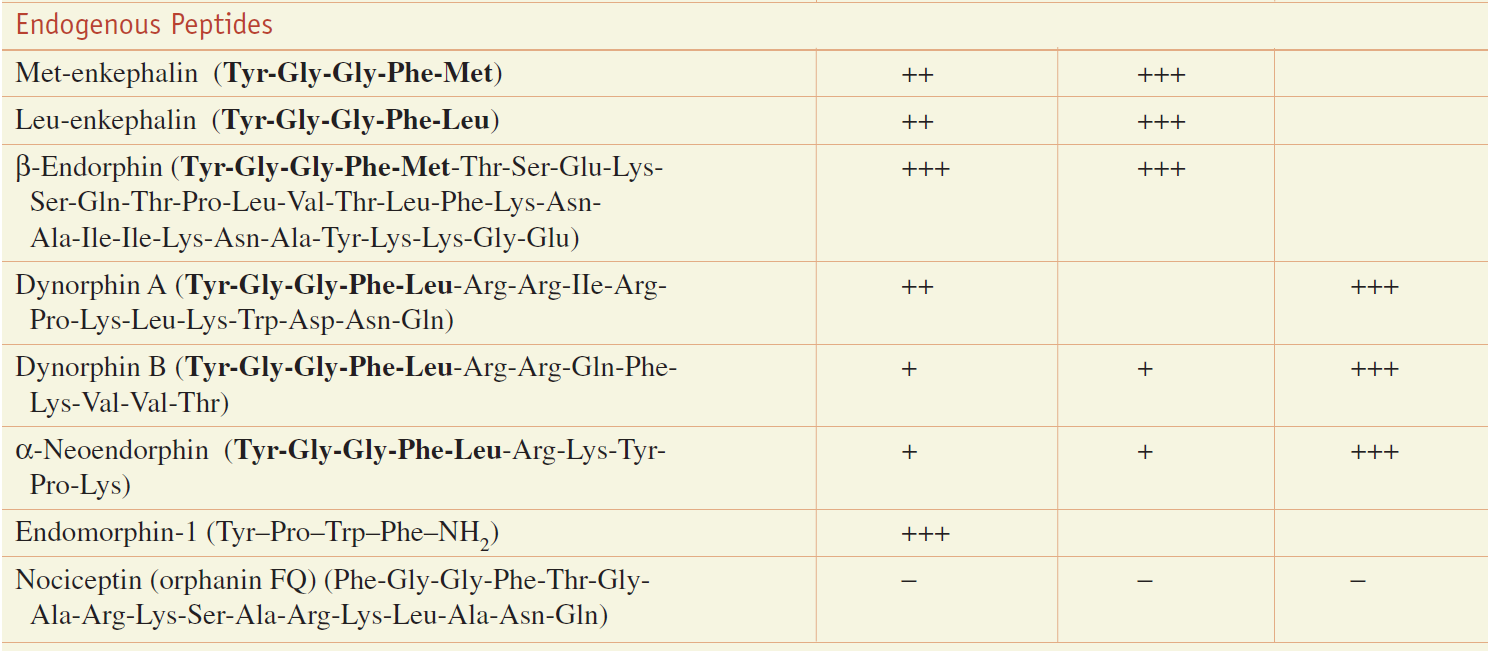 Endogenous Peptides
Met-enkephalin (Tyr-Gly-Gly-Phe-Met) ++ +++
Leu-enkephalin (Tyr-Gly-Gly-Phe-Leu) ++ +++
β-Endorphin (Tyr-Gly-Gly-Phe-Met-Thr-Ser-Glu-Lys- +++ +++
Ser-Gln-Thr-Pro-Leu-Val-Thr-Leu-Phe-Lys-Asn-
Ala-Ile-Ile-Lys-Asn-Ala-Tyr-Lys-Lys-Gly-Glu)
Dynorphin A (Tyr-Gly-Gly-Phe-Leu-Arg-Arg-IIe-Arg- ++ +++
Pro-Lys-Leu-Lys-Trp-Asp-Asn-Gln)
Dynorphin B (Tyr-Gly-Gly-Phe-Leu-Arg-Arg-Gln-Phe- + + +++
Lys-Val-Val-Thr)
α-Neoendorphin (Tyr-Gly-Gly-Phe-Leu-Arg-Lys-Tyr- + + +++
Pro-Lys)
Endomorphin-1 (Tyr–Pro–Trp–Phe–NH₂) +++
Nociceptin (orphanin FQ) (Phe-Gly-Gly-Phe-Thr-Gly- – – –
Ala-Arg-Lys-Ser-Ala-Arg-Lys-Leu-Ala-Asn-Gln)